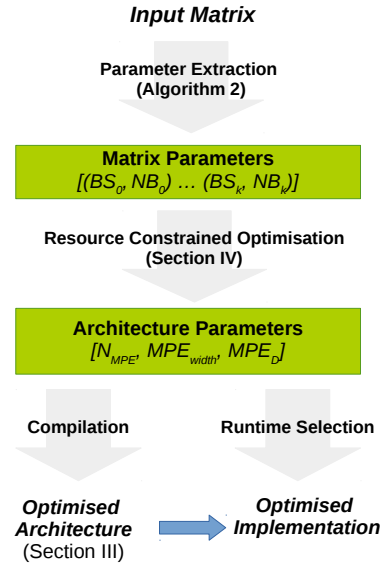 Input Matrix
Parameter Extraction
(Algorithm 2)
Matrix Parameters
[(BS0, NB0) ... (BSk, NBk)]
Resource Constrained Optimisation
(Section IV)
Architecture Parameters
[NMPE, MPEwidth, MPED]
Compilation Runtime Selection
Optimised
Architecture
(Section III)
Optimised
Implementation